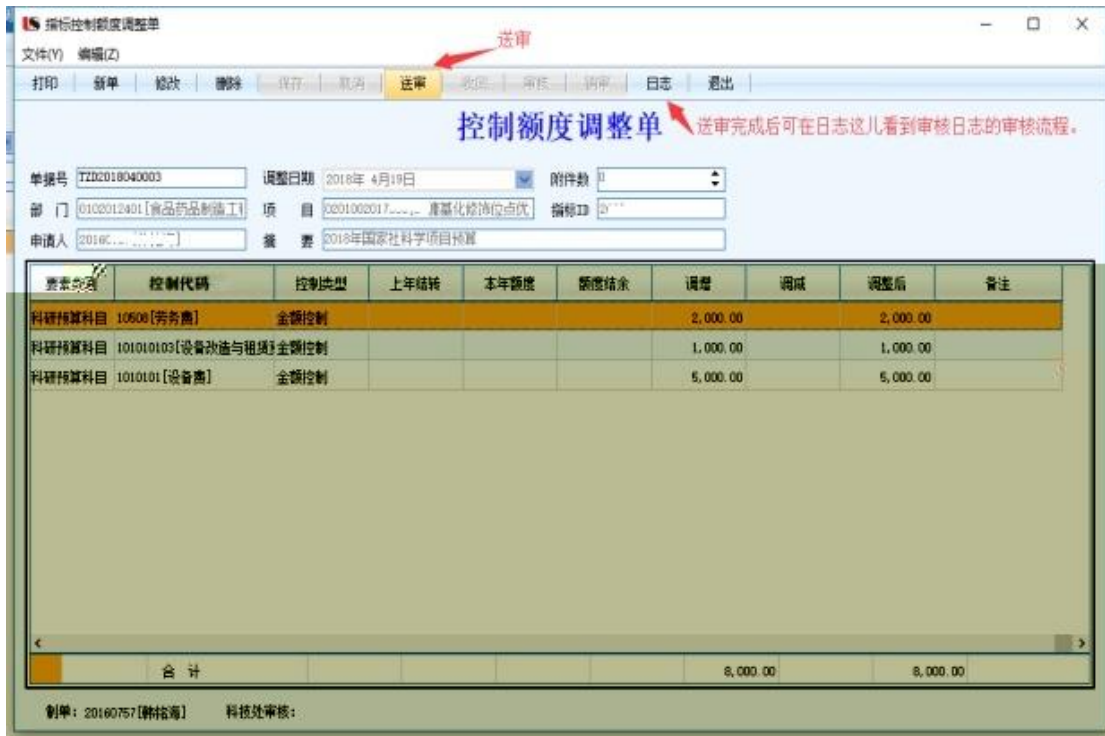 指标控制额度调整单
文件(Y) 编辑(Z)
送审
打印 新单 修改 删除 保存 取消 送审 收回 审核 销审 日志 退出
控制额度调整单
送审完成后可在日志这儿看到审核日志的审核流程。
单据号 TZD2018040003 调整日期 2018年 4月19日 附件数 0
部 门 0102012401[食品药品制造工 项 目 0201002017 修饰位点优 指标ID
申请人 摘 要 2018年国家社科学项目预算
控制代码 控制类型 上年结转 本年额度 额度结余 调增 调减 调整后 备注
科研预算科目 10508[劳务费] 金额控制 2,000.00 2,000.00
科研预算科目 101010103[设备改造与租赁 金额控制 1,000.00 1,000.00
科研预算科目 1010101[设备费] 金额控制 5,000.00 5,000.00
合 计 8,000.00 8,000.00
制单：20160757 科技处审核：